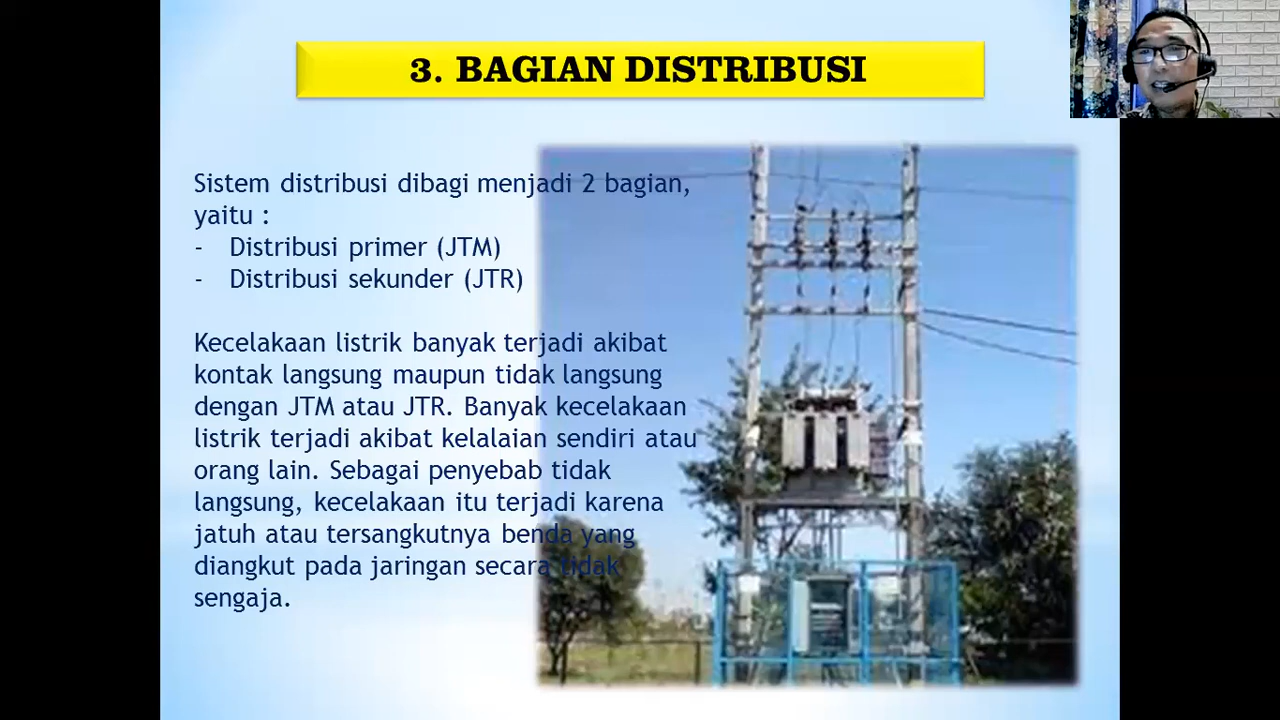 3. BAGIAN DISTRIBUSI
Sistem distribusi dibagi menjadi 2 bagian,
yaitu :
- Distribusi primer (JTM)
- Distribusi sekunder (JTR)
Kecelakaan listrik banyak terjadi akibat
kontak langsung maupun tidak langsung
dengan JTM atau JTR. Banyak kecelakaan
listrik terjadi akibat kelalaian sendiri atau
orang lain. Sebagai penyebab tidak
langsung, kecelakaan itu terjadi karena
jatuh atau tersangkutnya benda yang
diangkut pada jaringan secara tidak
sengaja.